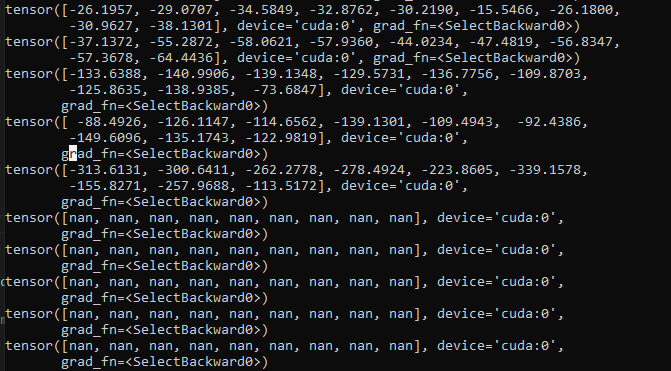 tensor([-26.1957, -29.0707, -34.5849, -32.8762, -30.2190, -15.5466, -26.1800,
        -30.9627, -38.1301], device='cuda:0', grad_fn=<SelectBackward0>)
tensor([-37.1372, -55.2872, -58.0621, -57.9360, -44.0234, -47.4819, -56.8347,
        -57.3678, -64.4436], device='cuda:0', grad_fn=<SelectBackward0>)
tensor([-133.6388, -140.9906, -139.1348, -129.5731, -136.7756, -109.8703,
        -125.8635, -138.9385,  -73.6847], device='cuda:0',
       grad_fn=<SelectBackward0>)
tensor([ -88.4926, -126.1147, -114.6562, -139.1301, -109.4943,  -92.4386,
        -149.6096, -135.1743, -122.9819], device='cuda:0',
       grad_fn=<SelectBackward0>)
tensor([-313.6131, -300.6411, -262.2778, -278.4924, -223.8605, -339.1578,
        -155.8271, -257.9688, -113.5172], device='cuda:0',
       grad_fn=<SelectBackward0>)
tensor([nan, nan, nan, nan, nan, nan, nan, nan, nan], device='cuda:0',
       grad_fn=<SelectBackward0>)
tensor([nan, nan, nan, nan, nan, nan, nan, nan, nan], device='cuda:0',
       grad_fn=<SelectBackward0>)
tensor([nan, nan, nan, nan, nan, nan, nan, nan, nan], device='cuda:0',
       grad_fn=<SelectBackward0>)
tensor([nan, nan, nan, nan, nan, nan, nan, nan, nan], device='cuda:0',
       grad_fn=<SelectBackward0>)
tensor([nan, nan, nan, nan, nan, nan, nan, nan, nan], device='cuda:0',
       grad_fn=<SelectBackward0>)